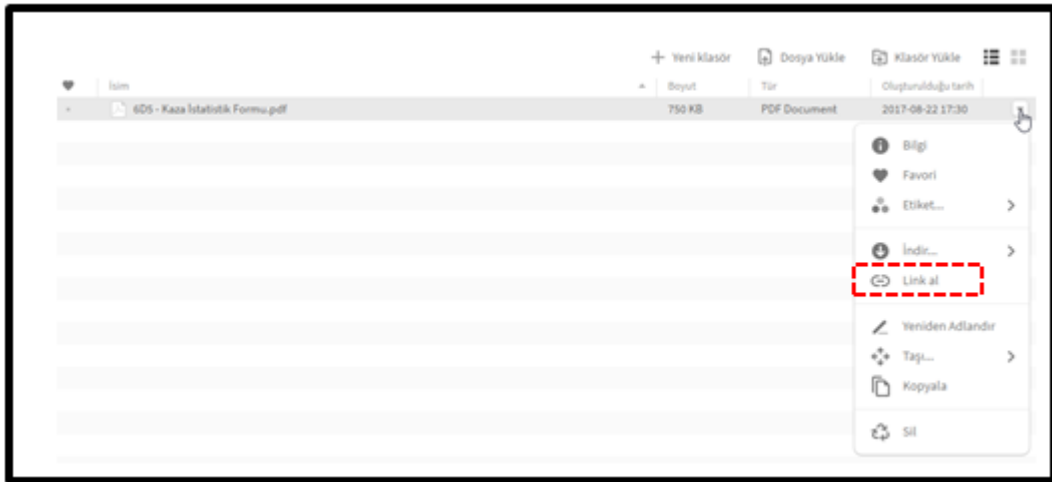 Yeni klasör Dosya Yükle Klasör Yükle
İsim Boyut Tür Oluşturulduğu tarih
6DS - Kaza İstatistik Formu.pdf 750 KB PDF Document 2017-08-22 17:30
Bilgi
Favori
Etiket...
İndir...
Link al
Yeniden Adlandır
Taşı...
Kopyala
Sil